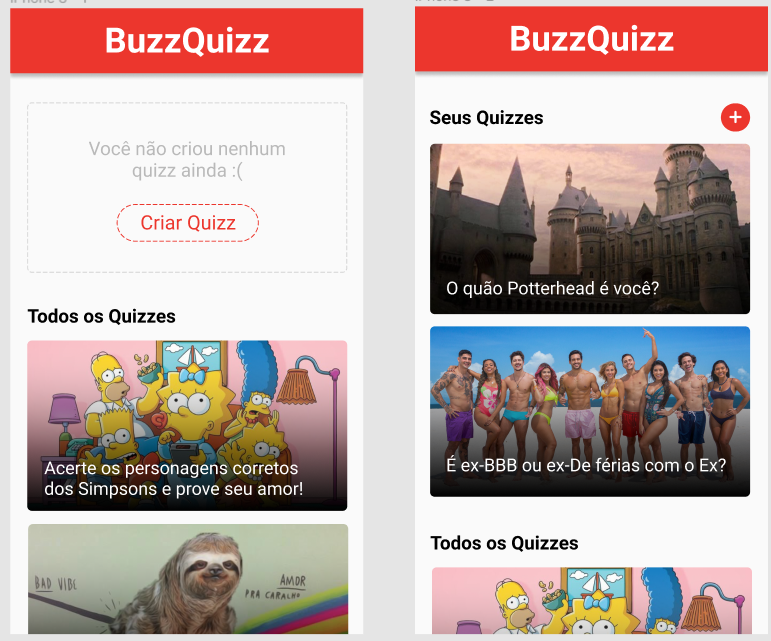 BuzzQuizz
Você não criou nenhum
quizz ainda :(
Criar Quizz
Todos os Quizzes
Acerte os personagens corretos
dos Simpsons e prove seu amor!
BAD VIBE
AMOR
PRA CARALHO
BuzzQuizz
Seus Quizzes
+
O quão Potterhead é você?
É ex-BBB ou ex-De férias com o Ex?
Todos os Quizzes